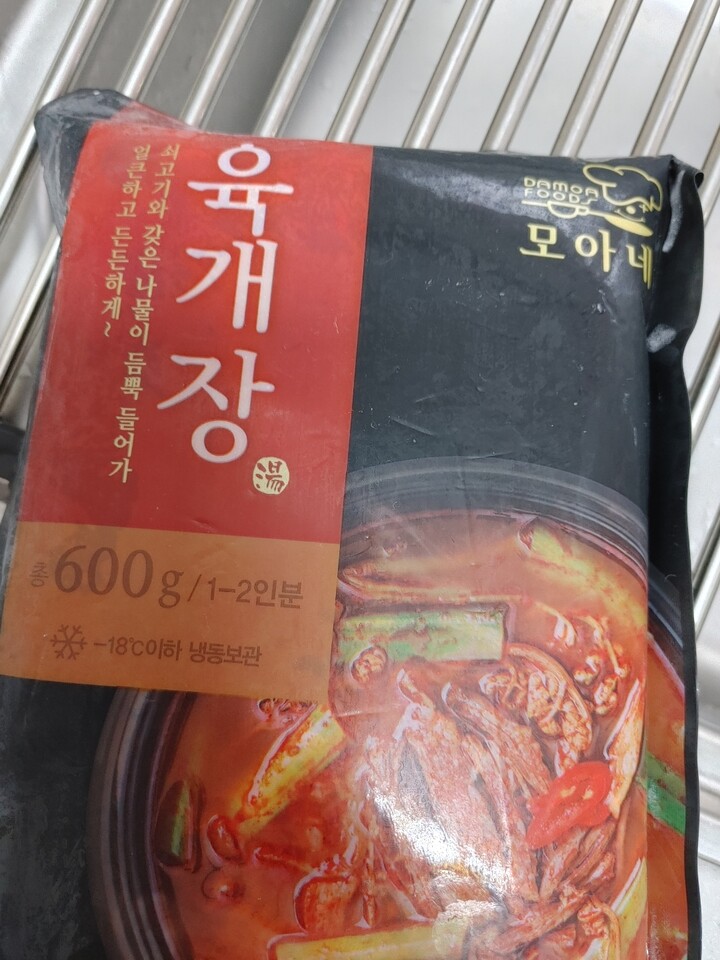 DAMOA
FOODS
모아네
육개장
湯
쇠고기와 갖은 나물이 듬뿍 들어가
얼큰하고 든든하게~
총 600g / 1-2인분
-18℃이하 냉동보관